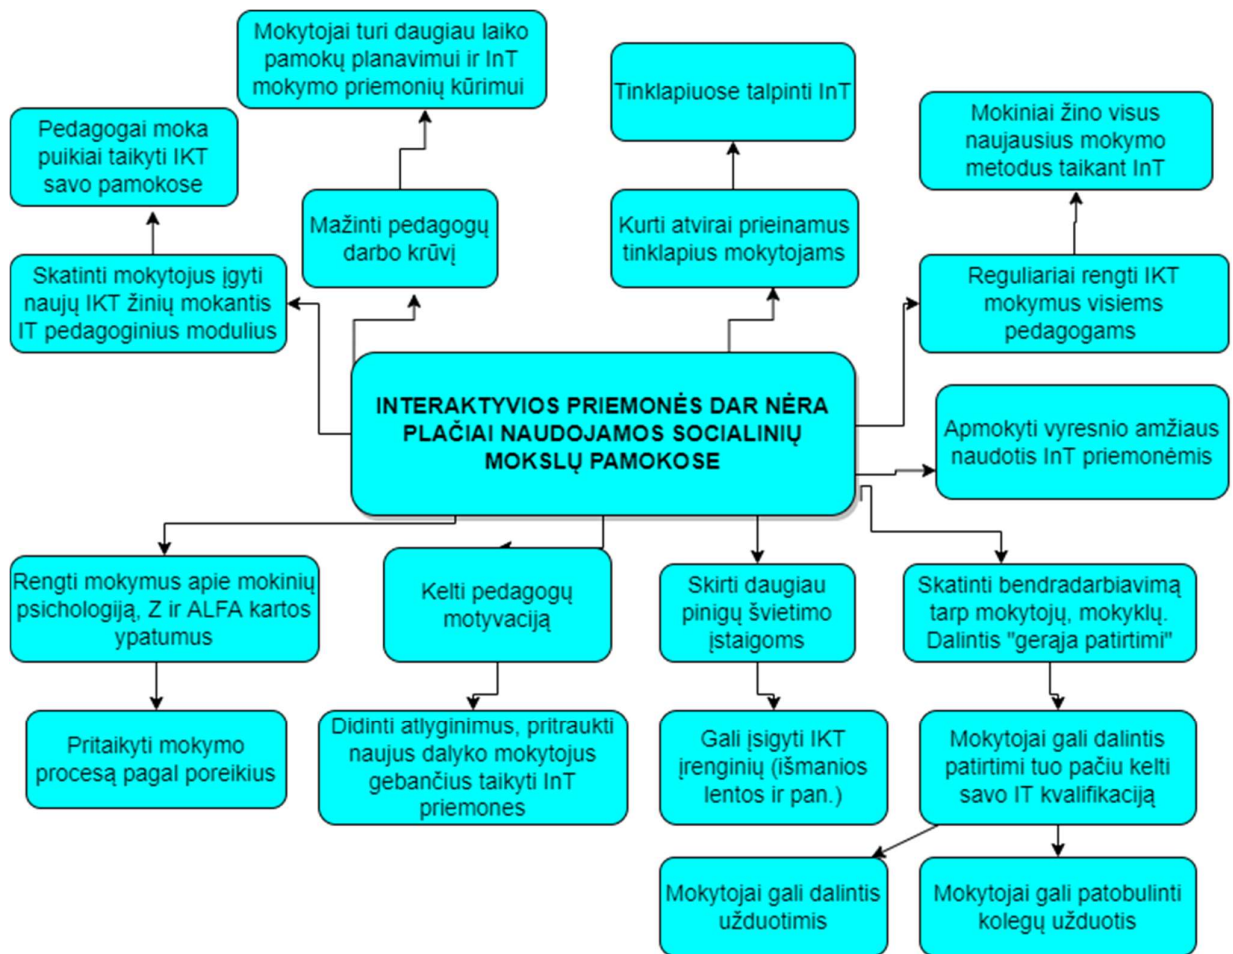 Mokytojai turi daugiau laiko
pamokų planavimui ir InT
mokymo priemonių kūrimui
Tinklapiuose talpinti InT
Mokiniai žino visus
naujausius mokymo
metodus taikant InT
Pedagogai moka
puikiai taikyti IKT
savo pamokose
Mažinti pedagogų
darbo krūvį
Kurti atvirai prieinamus
tinklapius mokytojams
Skatinti mokytojus įgyti
naujų IKT žinių mokantis
IT pedagoginius modulius
Reguliariai rengti IKT
mokymus visiems
pedagogams
INTERAKTYVIOS PRIEMONĖS DAR NĖRA
PLAČIAI NAUDOJAMOS SOCIALINIŲ
MOKSLŲ PAMOKOSE
Apmokyti vyresnio amžiaus
naudotis InT priemonėmis
Rengti mokymus apie mokinių
psichologiją, Z ir ALFA kartos
ypatumus
Kelti pedagogų
motyvaciją
Skirti daugiau
pinigų švietimo
įstaigoms
Skatinti bendradarbiavimą
tarp mokytojų, mokyklų.
Dalintis "gerąja patirtimi"
Pritaikyti mokymo
procesą pagal poreikius
Didinti atlyginimus, pritraukti
naujus dalyko mokytojus
gebančius taikyti InT
priemones
Gali įsigyti IKT
įrenginių (išmanios
lentos ir pan.)
Mokytojai gali dalintis
patirtimi tuo pačiu kelti
savo IT kvalifikaciją
Mokytojai gali dalintis
užduotimis
Mokytojai gali patobulinti
kolegų užduotis